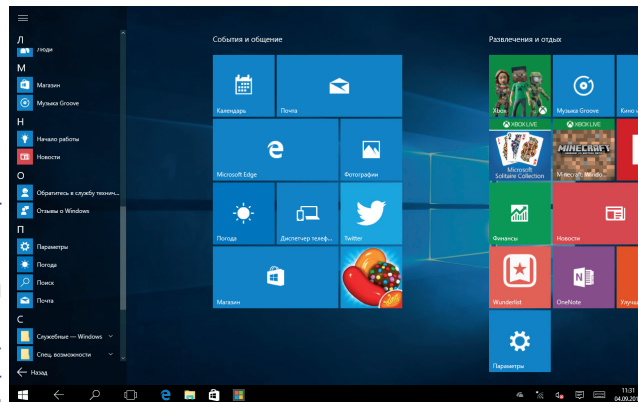 Л
Люди
М
Магазин
Музыка Groove
Н
Начало работы
Новости
О
Обратитесь в службу технич...
Отзывы о Windows
П
Параметры
Погода
Поиск
Почта
С
Служебные — Windows
Спец. возможности
Назад
События и общение
Календарь
Почта
Microsoft Edge
Фотографии
Погода
Диспетчер телеф...
Twitter
Магазин
Развлечения и отдых
Xbox
Музыка Groove
Кино и
XBOX LIVE
Microsoft
Solitaire Collection
XBOX LIVE
MINECRAFT
Minecraft: Windo...
Финансы
Новости
Wunderlist
N
OneNote
Улучш
Параметры
11:31
04.09.201